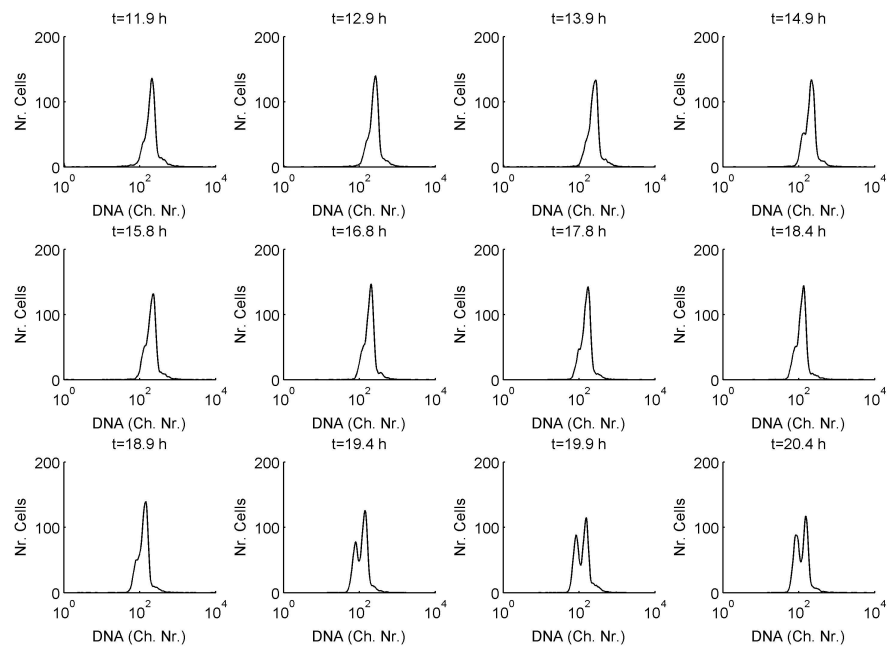 t=11.9 h t=12.9 h t=13.9 h t=14.9 h
200 200 200 200
Nr. Cells Nr. Cells Nr. Cells Nr. Cells
100 100 100 100
0 0 0 0
10^0 10^2 10^4 10^0 10^2 10^4 10^0 10^2 10^4 10^0 10^2 10^4
DNA (Ch. Nr.) DNA (Ch. Nr.) DNA (Ch. Nr.) DNA (Ch. Nr.)
t=15.8 h t=16.8 h t=17.8 h t=18.4 h
200 200 200 200
Nr. Cells Nr. Cells Nr. Cells Nr. Cells
100 100 100 100
0 0 0 0
10^0 10^2 10^4 10^0 10^2 10^4 10^0 10^2 10^4 10^0 10^2 10^4
DNA (Ch. Nr.) DNA (Ch. Nr.) DNA (Ch. Nr.) DNA (Ch. Nr.)
t=18.9 h t=19.4 h t=19.9 h t=20.4 h
200 200 200 200
Nr. Cells Nr. Cells Nr. Cells Nr. Cells
100 100 100 100
0 0 0 0
10^0 10^2 10^4 10^0 10^2 10^4 10^0 10^2 10^4 10^0 10^2 10^4
DNA (Ch. Nr.) DNA (Ch. Nr.) DNA (Ch. Nr.) DNA (Ch. Nr.)